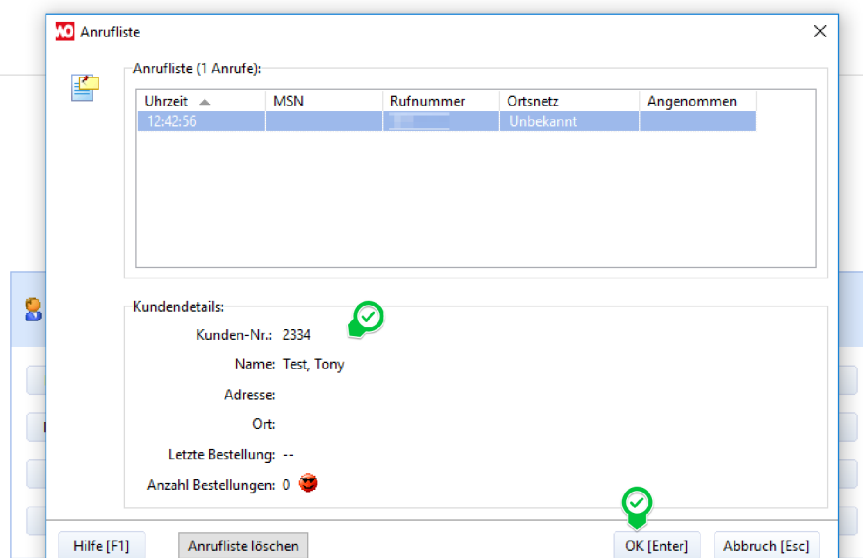 Anrufliste
Anrufliste (1 Anrufe):
Uhrzeit MSN Rufnummer Ortsnetz Angenommen
12:42:56 Unbekannt
Kundendetails:
Kunden-Nr.: 2334
Name: Test, Tony
Adresse:
Ort:
Letzte Bestellung: --
Anzahl Bestellungen: 0
Hilfe [F1] Anrufliste löschen OK [Enter] Abbruch [Esc]